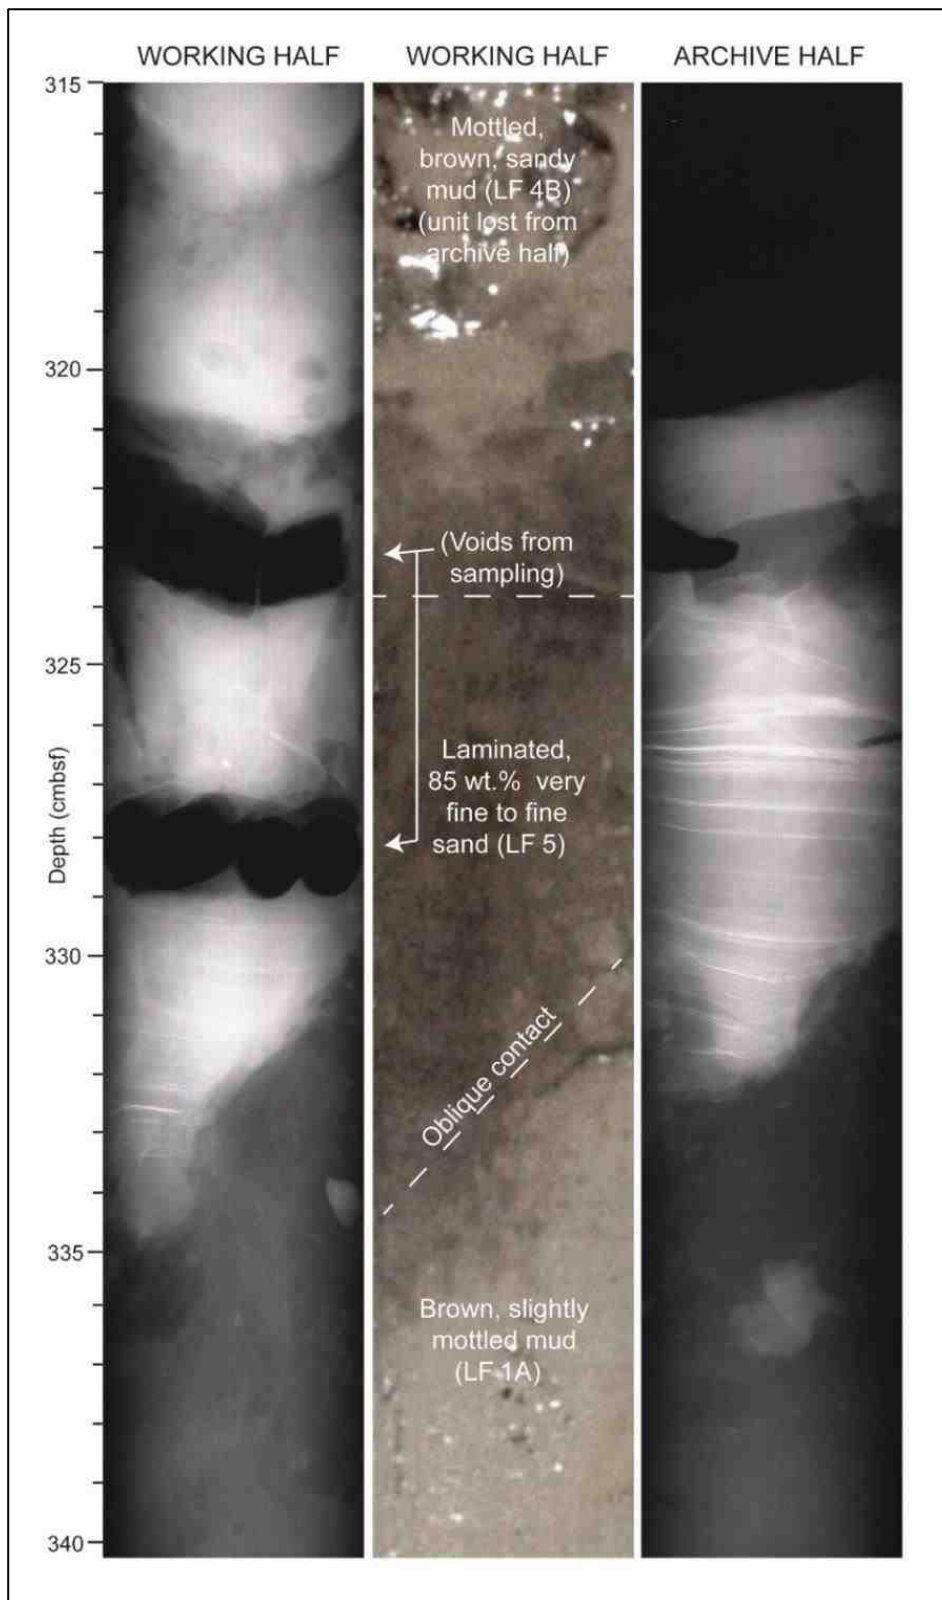 WORKING HALF
WORKING HALF
ARCHIVE HALF
315
320
325
330
335
340
Depth (cmbsf)
Mottled,
brown, sandy
mud (LF 4B)
(unit lost from
archive half)
(Voids from
sampling)
Laminated,
85 wt.% very
fine to fine
sand (LF 5)
Oblique contact
Brown, slightly
mottled mud
(LF 1A)